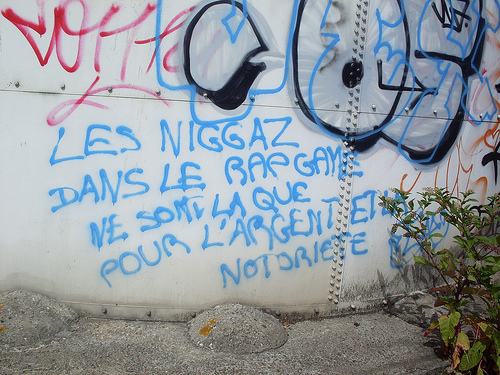 LES NIGGAZ
DANS LE RAP GAME
NE SONT LA QUE
POUR L'ARGENT ET LA
NOTORIETE